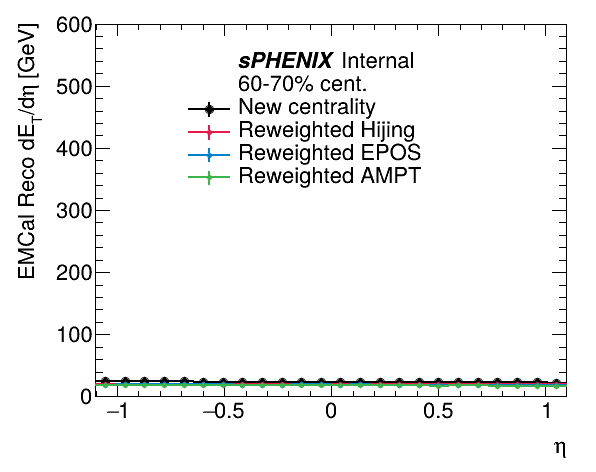 600
500
400
300
200
100
0
EMCal Reco dE_T/dη [GeV]
sPHENIX Internal
60-70% cent.
New centrality
Reweighted Hijing
Reweighted EPOS
Reweighted AMPT
−1 −0.5 0 0.5 1
η